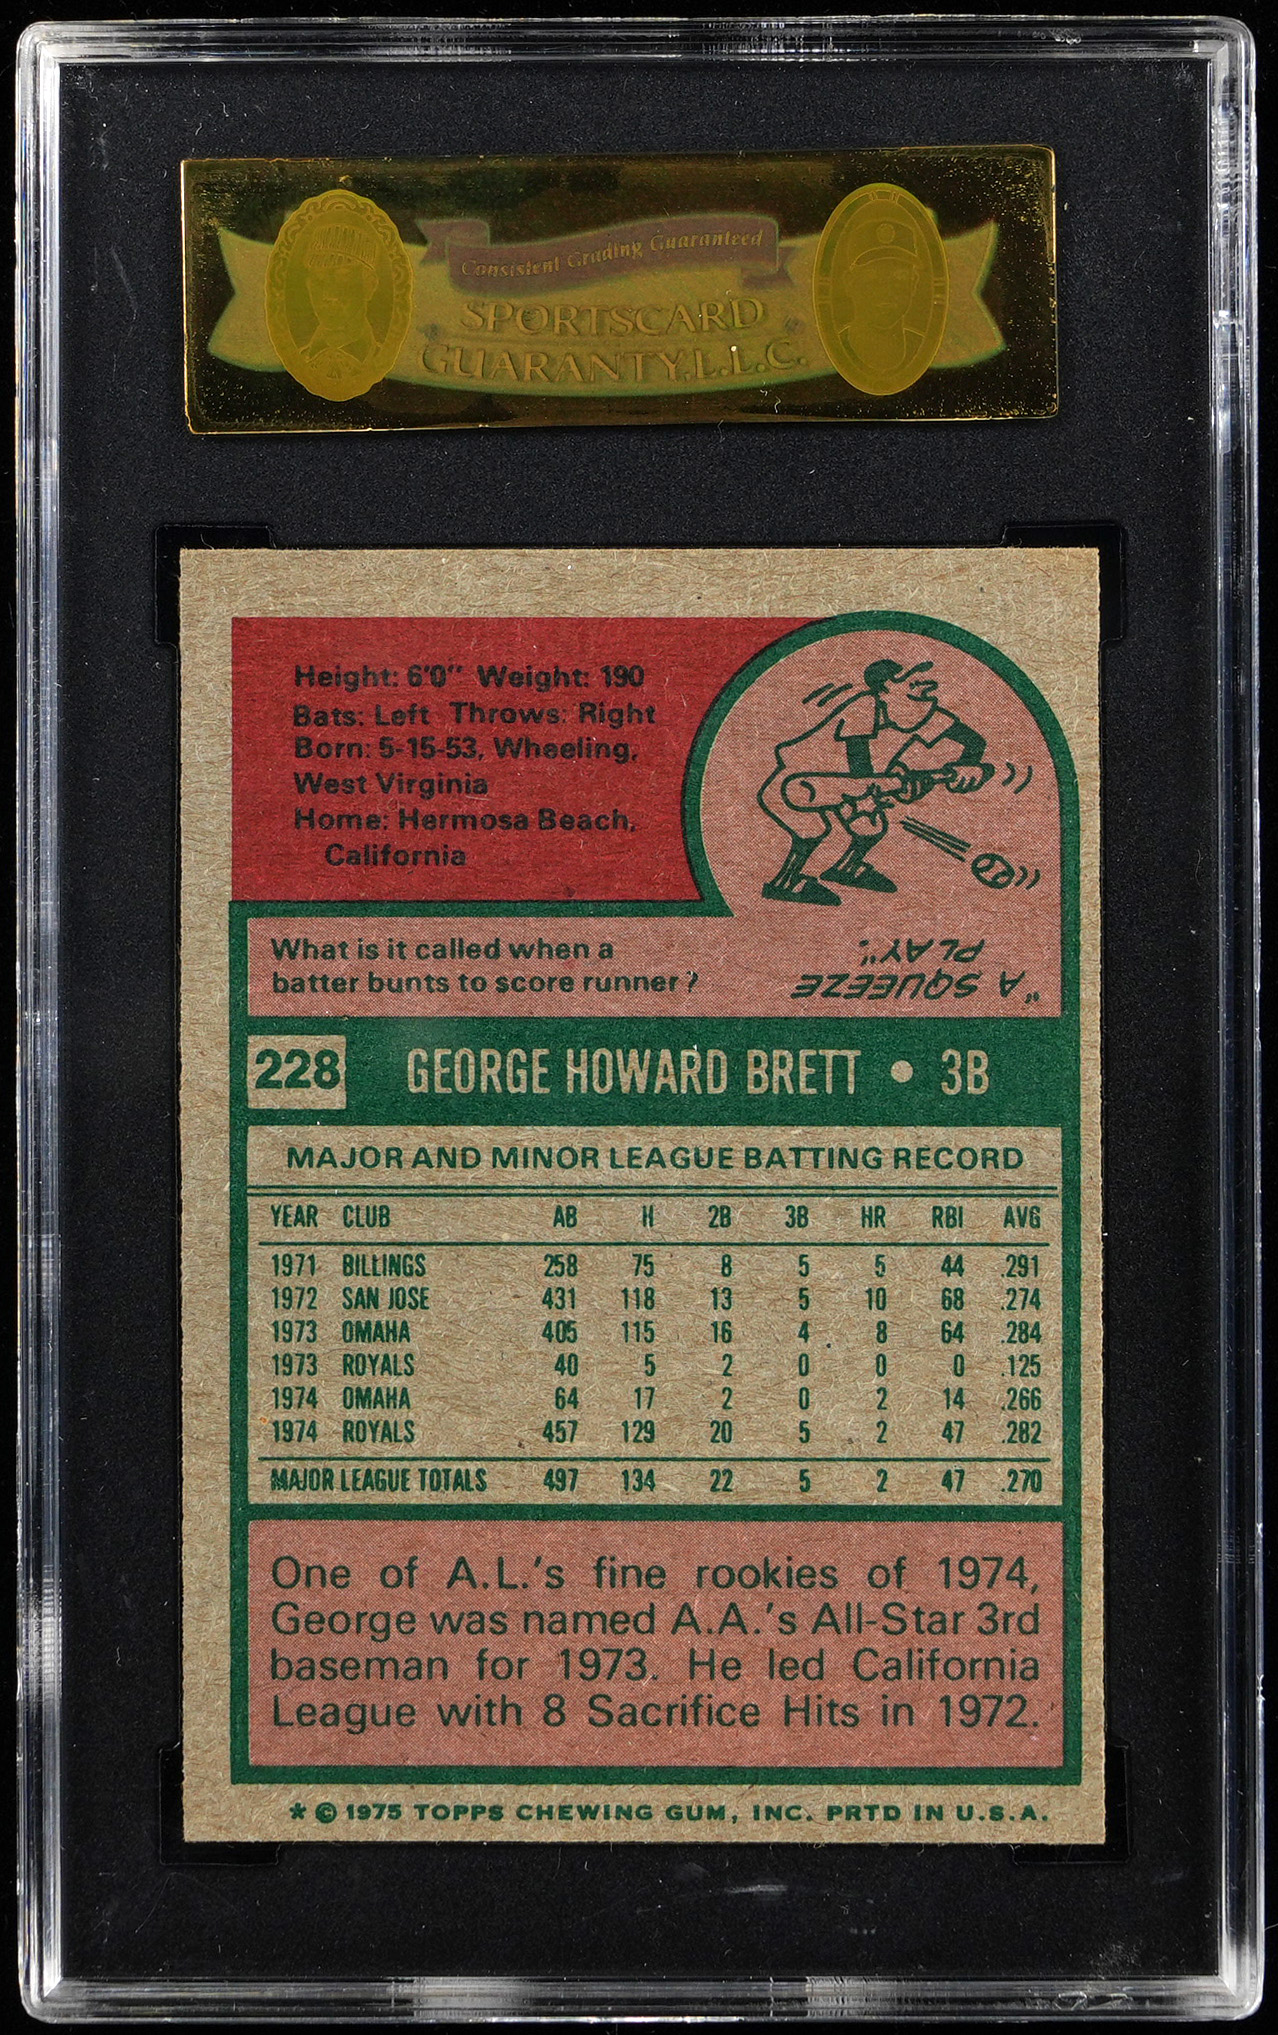 Consistent Grading Guaranteed
SPORTSCARD
GUARANTY, L.L.C.
Height: 6'0" Weight: 190
Bats: Left Throws: Right
Born: 5-15-53, Wheeling,
West Virginia
Home: Hermosa Beach,
California
What is it called when a
batter bunts to score runner?
"A SQUEEZE
PLAY".
228 GEORGE HOWARD BRETT • 3B
MAJOR AND MINOR LEAGUE BATTING RECORD
YEAR CLUB AB H 2B 3B HR RBI AVG
1971 BILLINGS 258 75 8 5 5 44 .291
1972 SAN JOSE 431 118 13 5 10 68 .274
1973 OMAHA 405 115 16 4 8 64 .284
1973 ROYALS 40 5 2 0 0 0 .125
1974 OMAHA 64 17 2 0 2 14 .266
1974 ROYALS 457 129 20 5 2 47 .282
MAJOR LEAGUE TOTALS 497 134 22 5 2 47 .270
One of A.L.'s fine rookies of 1974,
George was named A.A.'s All-Star 3rd
baseman for 1973. He led California
League with 8 Sacrifice Hits in 1972.
* © 1975 TOPPS CHEWING GUM, INC. PRTD IN U.S.A.